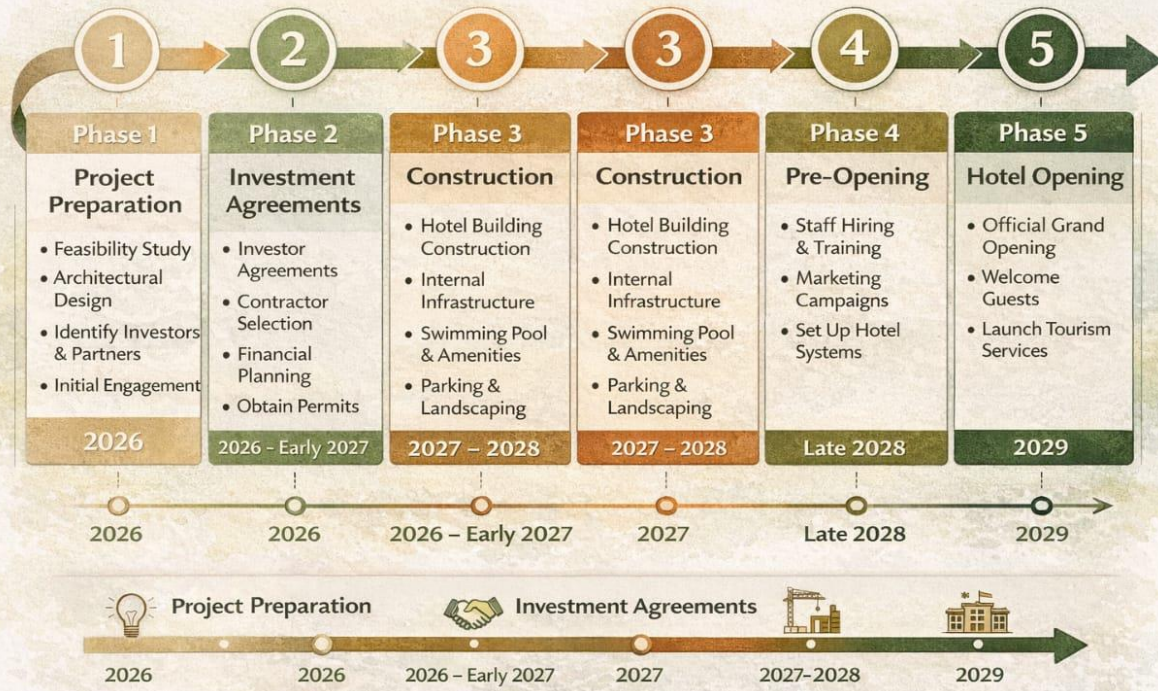 1
2
3
3
4
5
Phase 1
Project
Preparation
• Feasibility Study
• Architectural
Design
• Identify Investors
& Partners
• Initial Engagement
2026
Phase 2
Investment
Agreements
• Investor
Agreements
• Contractor
Selection
• Financial
Planning
• Obtain Permits
2026 - Early 2027
Phase 3
Construction
• Hotel Building
Construction
• Internal
Infrastructure
• Swimming Pool
& Amenities
• Parking &
Landscaping
2027 – 2028
Phase 3
Construction
• Hotel Building
Construction
• Internal
Infrastructure
• Swimming Pool
& Amenities
• Parking &
Landscaping
2027 – 2028
Phase 4
Pre-Opening
• Staff Hiring
& Training
• Marketing
Campaigns
• Set Up Hotel
Systems
Late 2028
Phase 5
Hotel Opening
• Official Grand
Opening
• Welcome
Guests
• Launch Tourism
Services
2029
2026
2026
2026 – Early 2027
2027
Late 2028
2029
Project Preparation
Investment Agreements
2026
2026
2026 – Early 2027
2027
2027–2028
2029